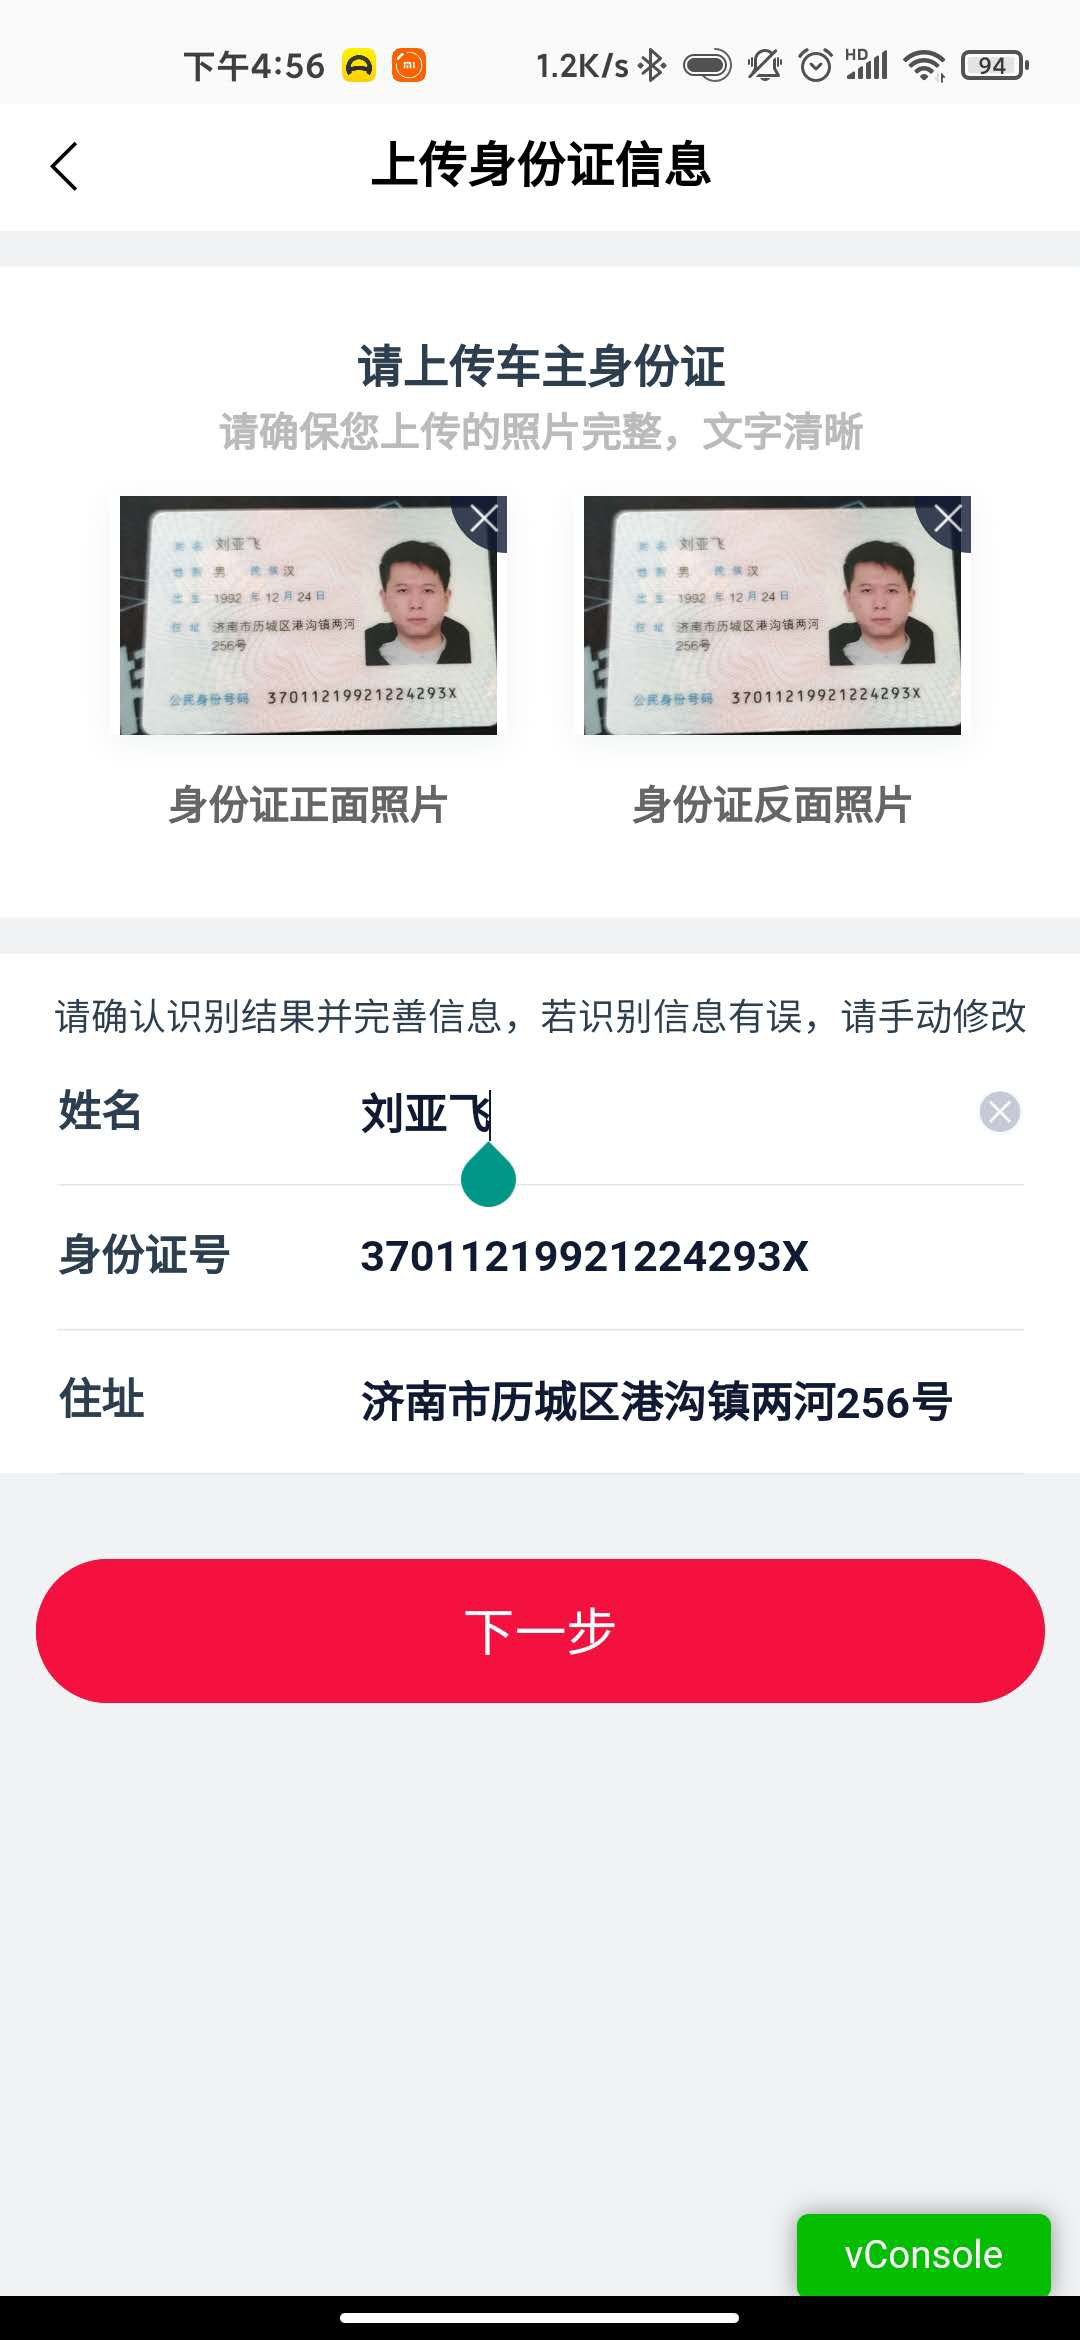 下午4:56 1.2K/s HD 94
上传身份证信息
请上传车主身份证
请确保您上传的照片完整，文字清晰
姓名 刘亚飞
性别 男 民族 汉
出生 1992 年 12 月 24 日
住址 济南市历城区港沟镇两河
256号
公民身份号码 37011219921224293X
姓名 刘亚飞
性别 男 民族 汉
出生 1992 年 12 月 24 日
住址 济南市历城区港沟镇两河
256号
公民身份号码 37011219921224293X
身份证正面照片
身份证反面照片
请确认识别结果并完善信息，若识别信息有误，请手动修改
姓名 刘亚飞
身份证号 37011219921224293X
住址 济南市历城区港沟镇两河256号
下一步
vConsole